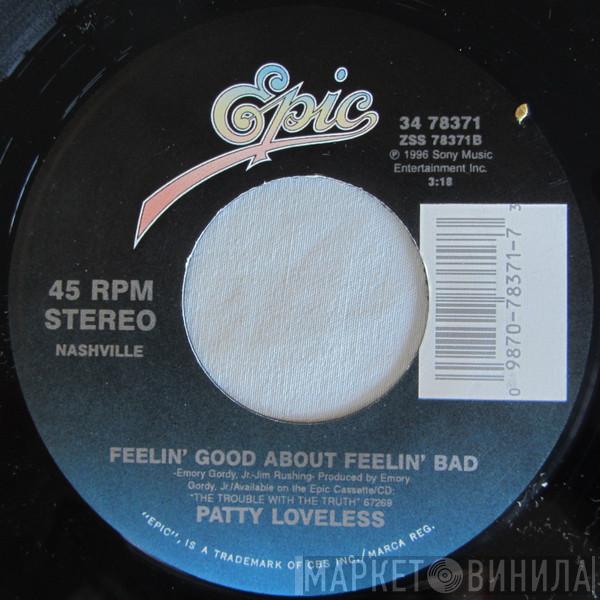 Epic
34 78371
ZSS 78371B
℗ 1996 Sony Music
Entertainment Inc.
3:18
45 RPM
STEREO
NASHVILLE
0 9870-78371-7 3
FEELIN' GOOD ABOUT FEELIN' BAD
-Emory Gordy, Jr.-Jim Rushing- Produced by Emory
Gordy, Jr./Available on the Epic Cassette/CD:
"THE TROUBLE WITH THE TRUTH" 67269
PATTY LOVELESS
"EPIC", IS A TRADEMARK OF CBS INC./MARCA REG.
МАРКЕТ ВИНИЛА